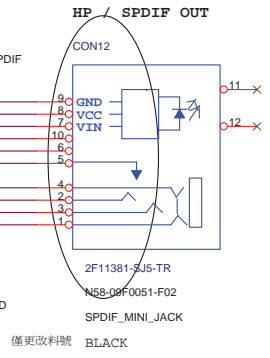 HP / SPDIF OUT
CON12
PDIF
11
9 GND
8 VCC
7 VIN
10
12
6
5
4
2
3
1
2F11381-SJ5-TR
N58-09F0051-F02
D
SPDIF_MINI_JACK
僅更改料號 BLACK